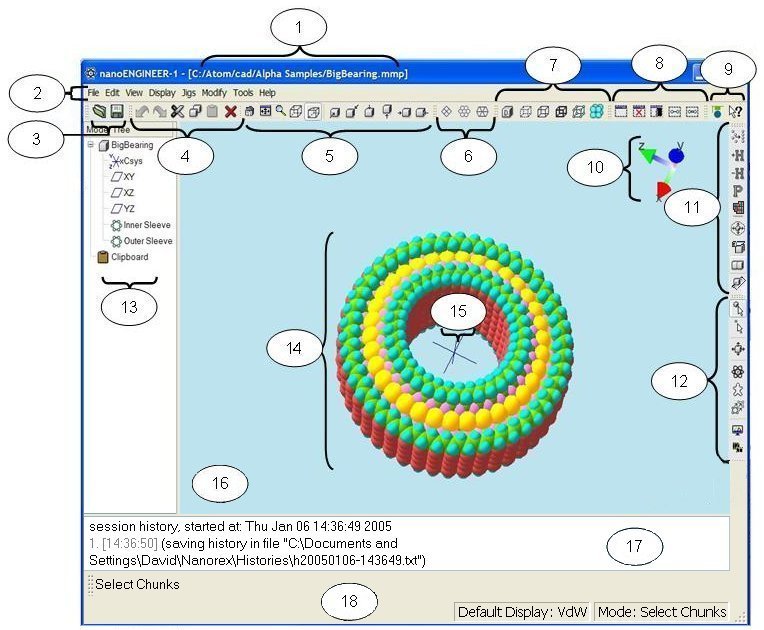 1
nanoENGINEER-1 - [C:/Atom/cad/Alpha Samples/BigBearing.mmp]
2
7
8
9
File Edit View Display Jigs Modify Tools Help
3
4
5
6
Model Tree
BigBearing
xCsys
XY
XZ
YZ
Inner Sleeve
Outer Sleeve
Clipboard
10
z
y
x
11
+H
-H
P
12
13
14
15
16
session history, started at: Thu Jan 06 14:36:49 2005
1. [14:36:50] (saving history in file "C:\Documents and
Settings\David\Nanorex\Histories\h20050106-143649.txt")
17
Select Chunks
18
Default Display: VdW
Mode: Select Chunks